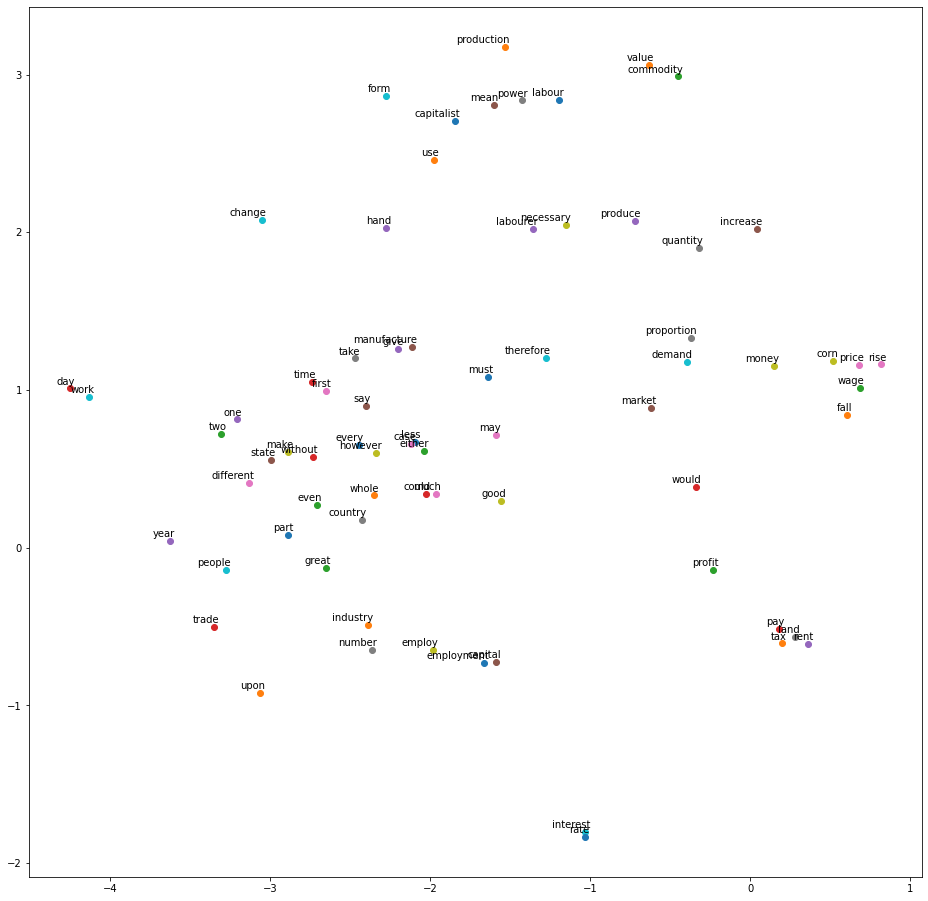 production
value
commodity
3
form
mean
power
labour
capitalist
use
change
hand
labourer
necessary
produce
increase
2
quantity
proportion
manufacture
give
take
therefore
demand
money
corn
price
rise
day
work
time
first
must
wage
1
say
market
fall
one
two
make
state
without
every
however
case
less
either
may
different
even
whole
could
much
good
would
country
part
year
0
people
great
profit
trade
industry
number
employ
employment
capital
pay
land
tax
rent
upon
−1
interest
rate
−2
−4
−3
−2
−1
0
1